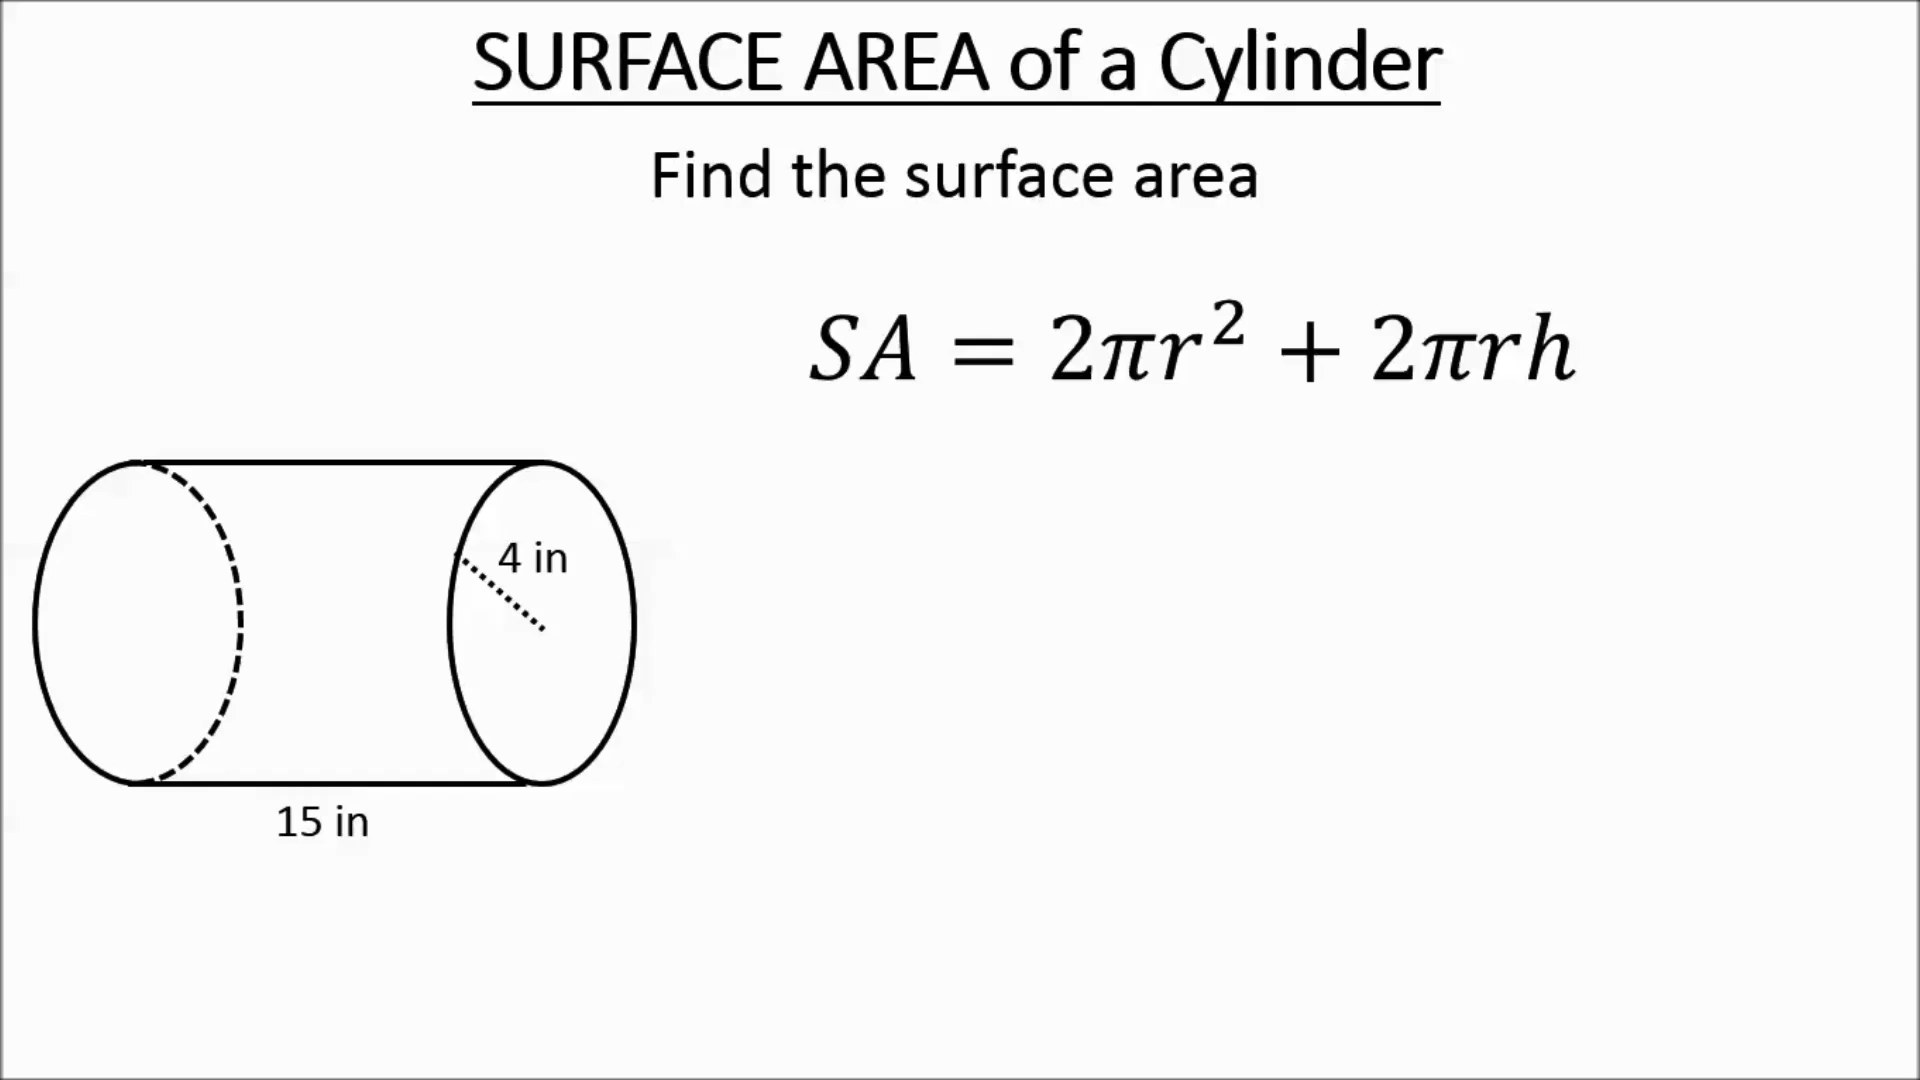 SURFACE AREA of a Cylinder
Find the surface area
SA = 2πr² + 2πrh
4 in
15 in